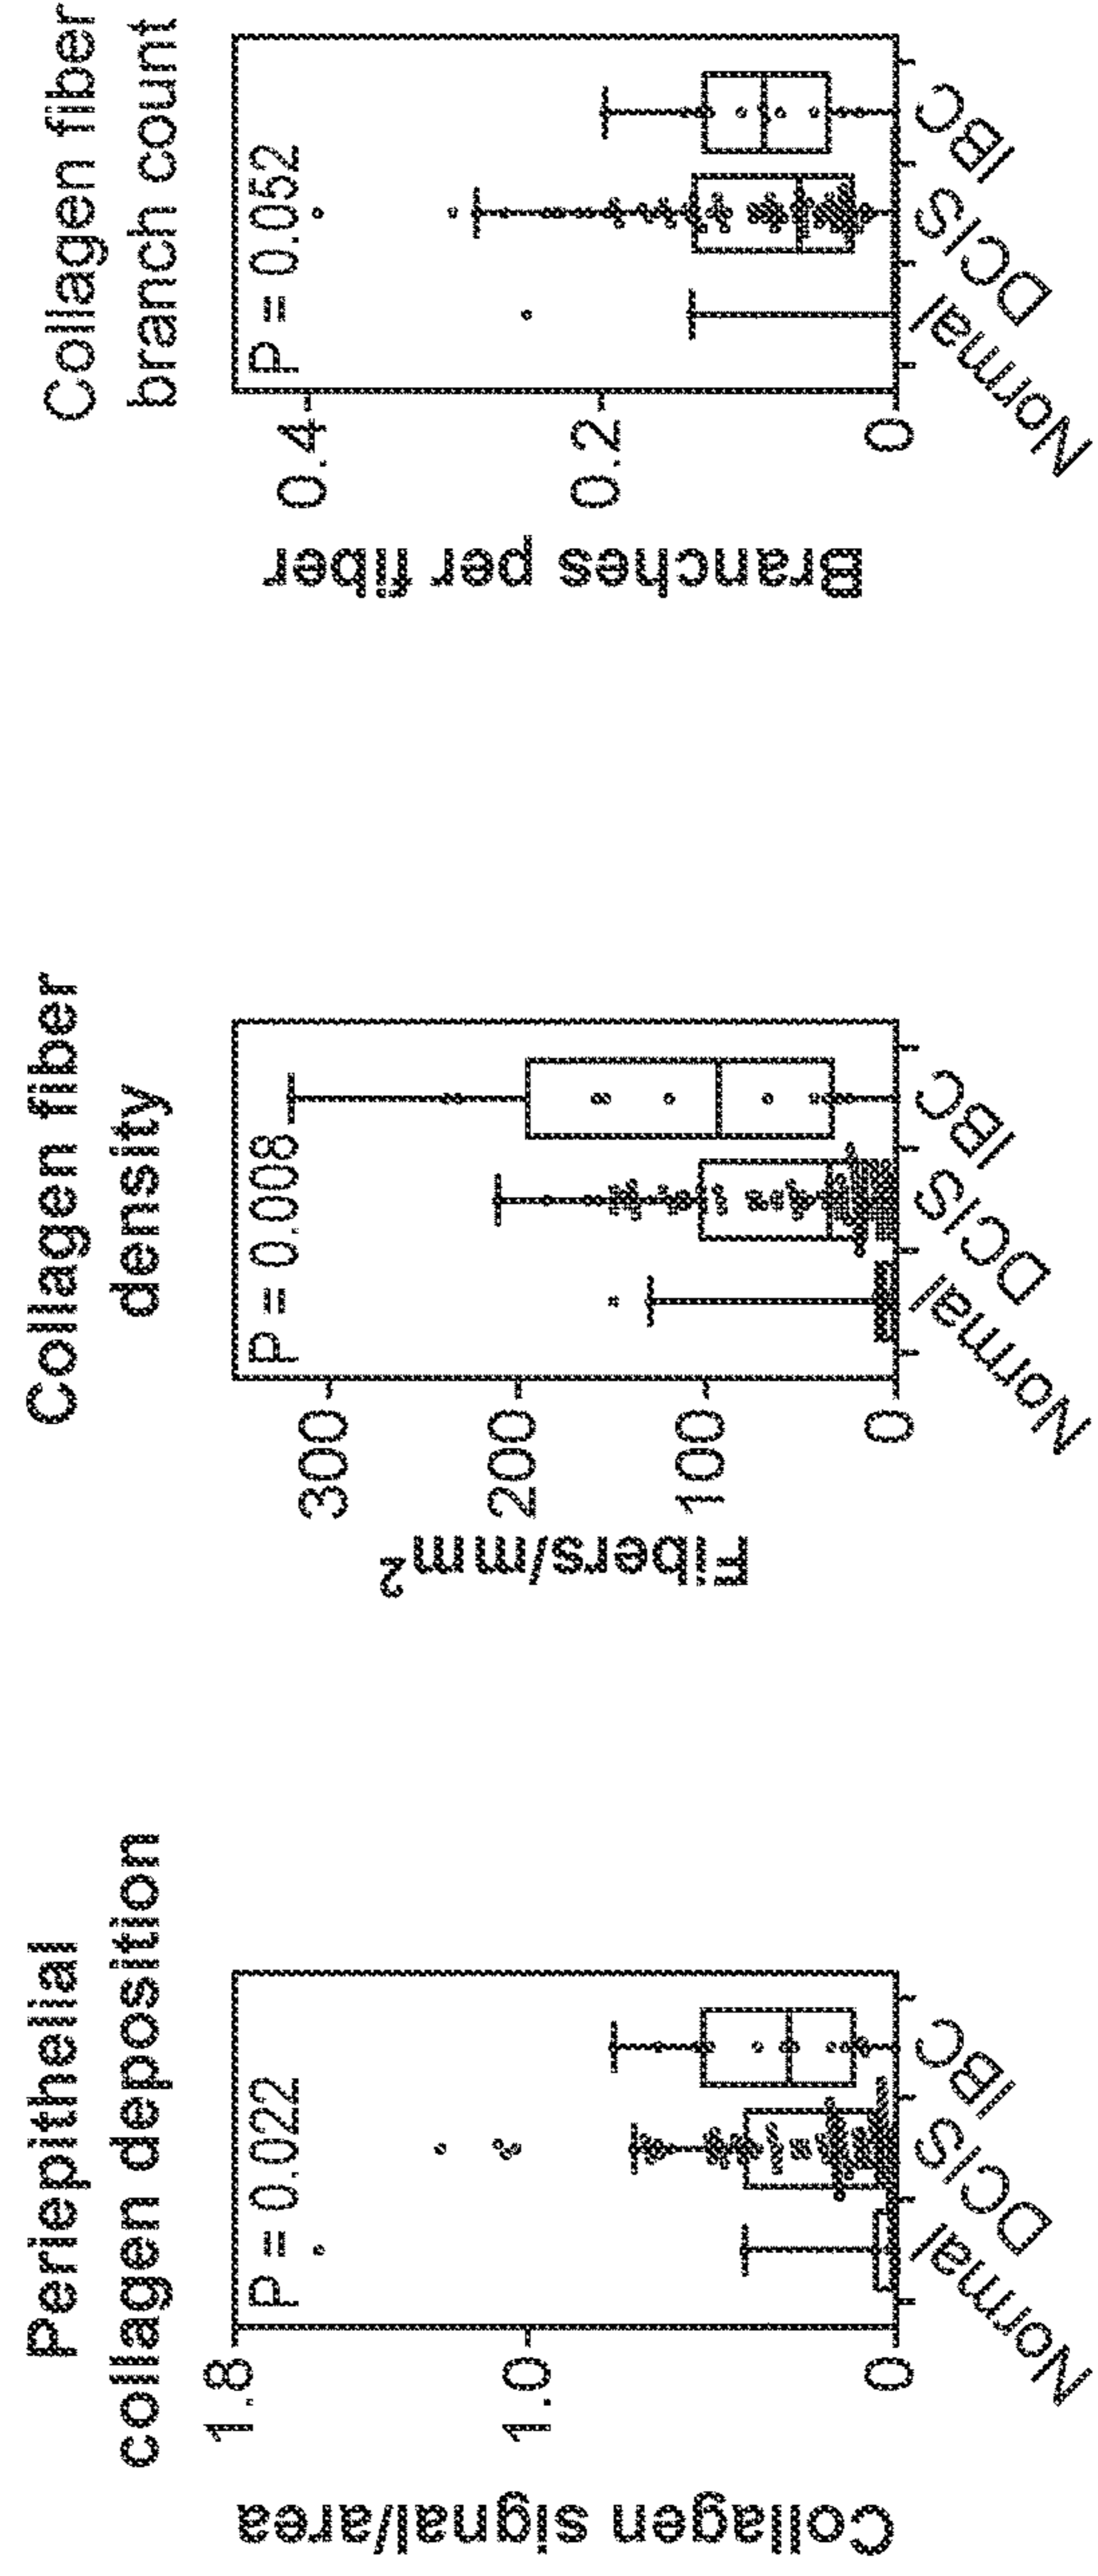 Periepithelial
collagen deposition
Collagen signal/area
1.8
1.0
0
P = 0.022
Normal
DCIS
IBC
Collagen fiber
density
Fibers/mm²
300
200
100
0
P = 0.008
Normal
DCIS
IBC
Collagen fiber
branch count
Branches per fiber
0.4
0.2
0
P = 0.052
Normal
DCIS
IBC